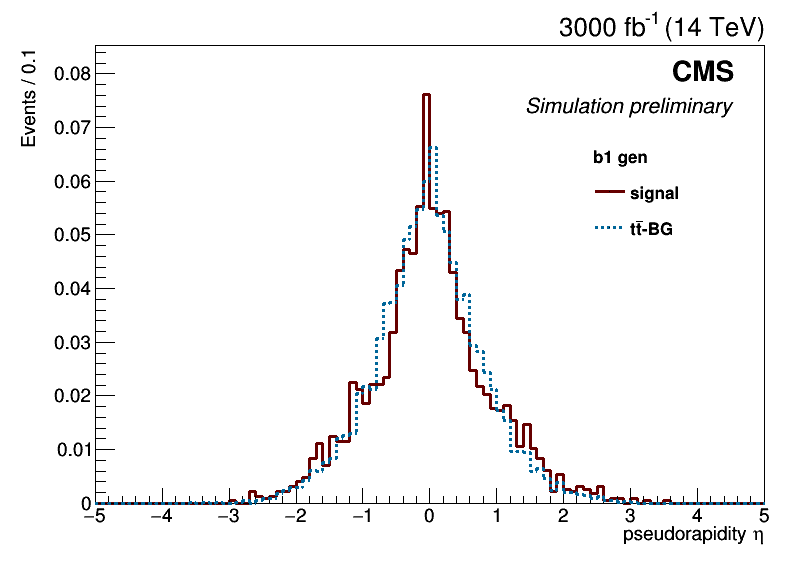 3000 fb⁻¹ (14 TeV)
Events / 0.1
CMS
Simulation preliminary
b1 gen
signal
tt̄-BG
0.08
0.07
0.06
0.05
0.04
0.03
0.02
0.01
0
−5 −4 −3 −2 −1 0 1 2 3 4 5
pseudorapidity η